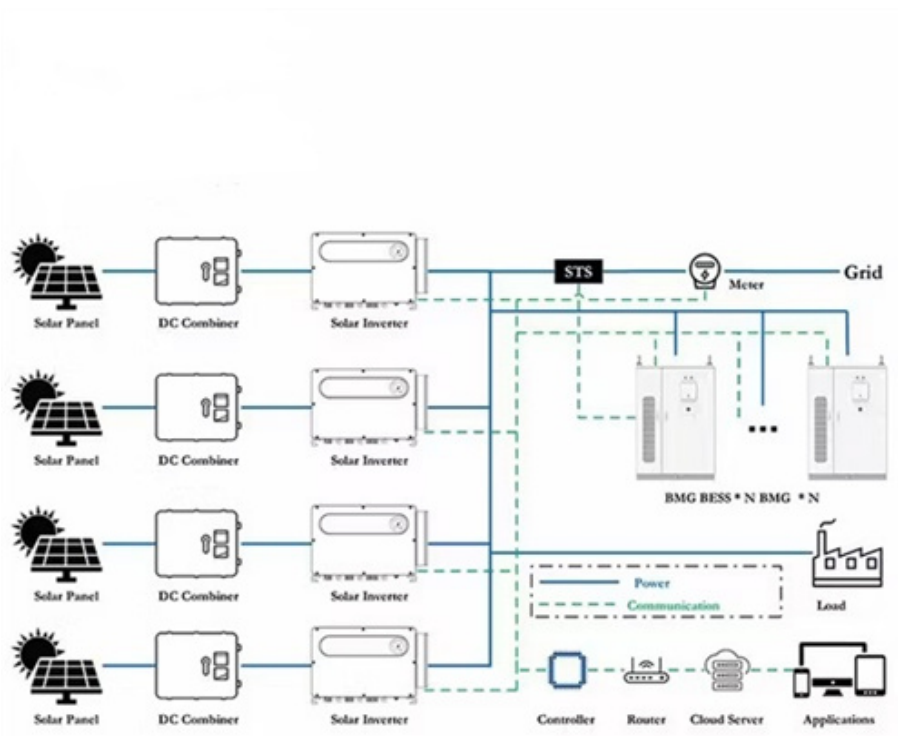 STS
Grid
Meter
Solar Panel
DC Combiner
Solar Inverter
Solar Panel
DC Combiner
Solar Inverter
BMG BESS * N BMG * N
Solar Panel
DC Combiner
Solar Inverter
Power
Communication
Load
Solar Panel
DC Combiner
Solar Inverter
Controller
Router
Cloud Server
Applications